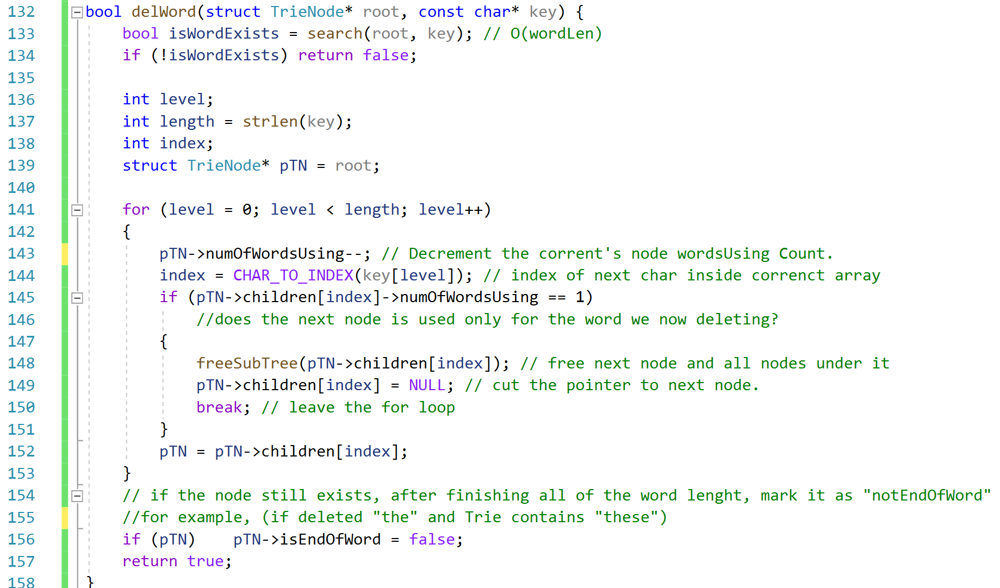 132 bool delWord(struct TrieNode* root, const char* key) {
133 bool isWordExists = search(root, key); // O(wordLen)
134 if (!isWordExists) return false;
135
136 int level;
137 int length = strlen(key);
138 int index;
139 struct TrieNode* pTN = root;
140
141 for (level = 0; level < length; level++)
142 {
143 pTN->numOfWordsUsing--; // Decrement the corrent's node wordsUsing Count.
144 index = CHAR_TO_INDEX(key[level]); // index of next char inside correnct array
145 if (pTN->children[index]->numOfWordsUsing == 1)
146 //does the next node is used only for the word we now deleting?
147 {
148 freeSubTree(pTN->children[index]); // free next node and all nodes under it
149 pTN->children[index] = NULL; // cut the pointer to next node.
150 break; // leave the for loop
151 }
152 pTN = pTN->children[index];
153 }
154 // if the node still exists, after finishing all of the word lenght, mark it as "notEndOfWord"
155 //for example, (if deleted "the" and Trie contains "these")
156 if (pTN) pTN->isEndOfWord = false;
157 return true;
158 }